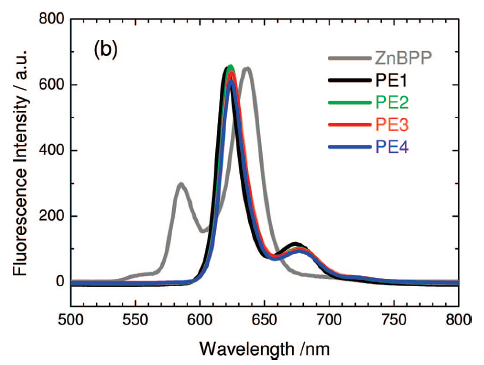 (b)
ZnBPP
PE1
PE2
PE3
PE4
Fluorescence Intensity / a.u.
800
600
400
200
0
500 550 600 650 700 750 800
Wavelength /nm